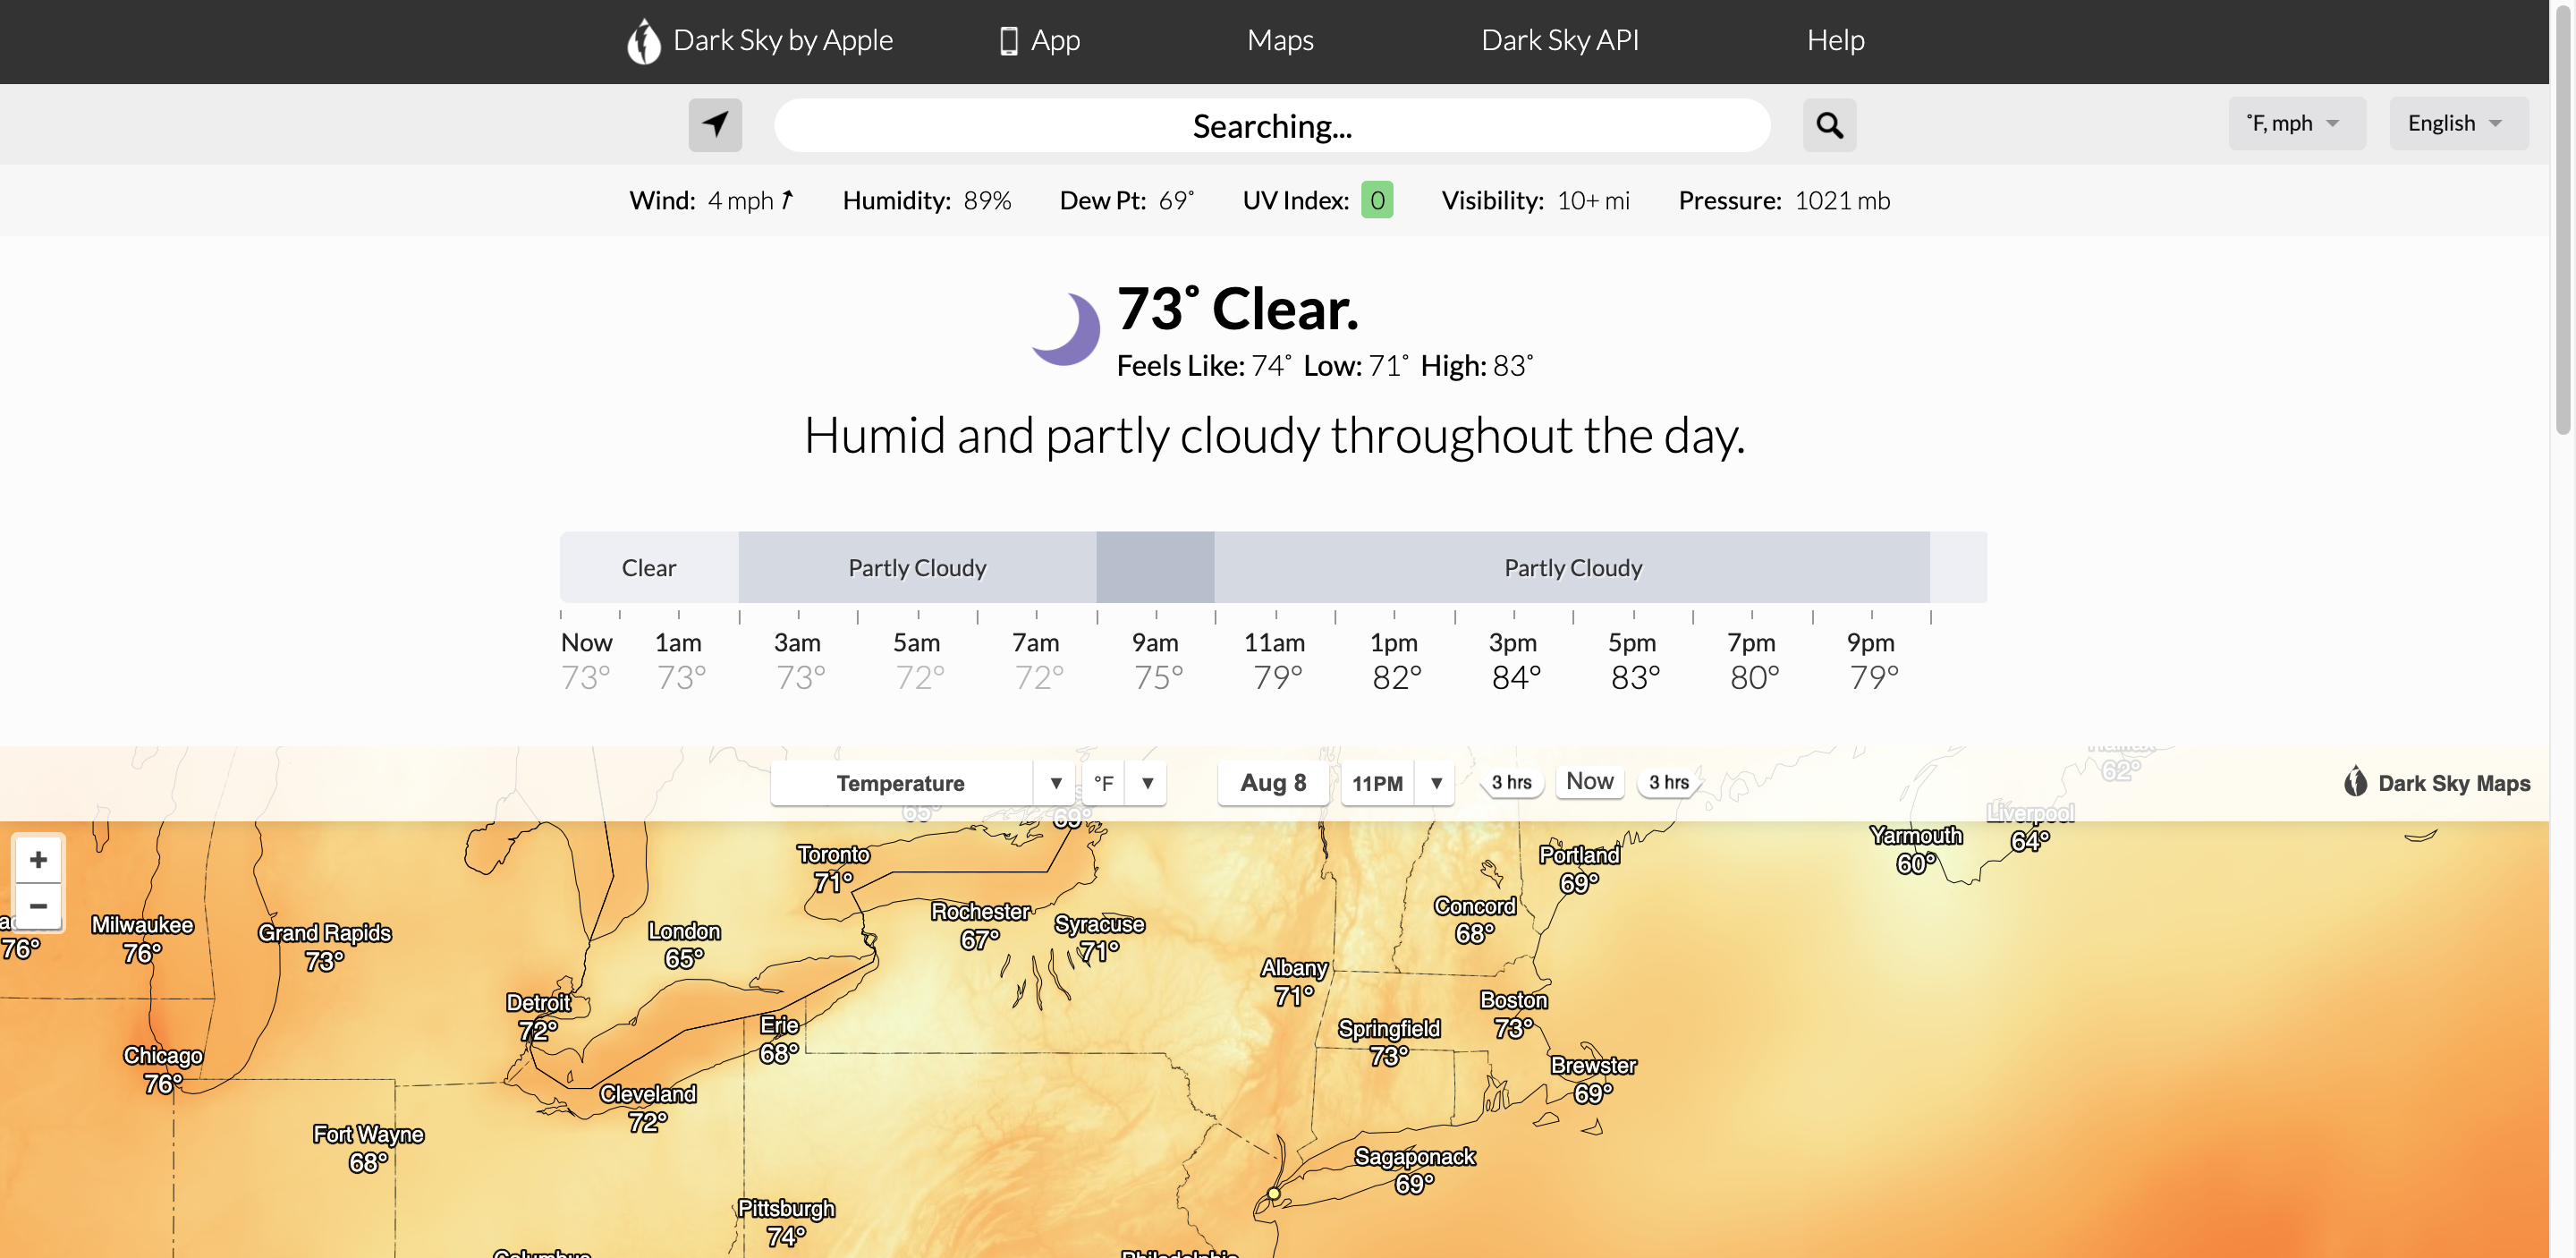 Dark Sky by Apple App Maps Dark Sky API Help
Searching... ˚F, mph English
Wind: 4 mph Humidity: 89% Dew Pt: 69˚ UV Index: 0 Visibility: 10+ mi Pressure: 1021 mb
73˚ Clear.
Feels Like: 74˚ Low: 71˚ High: 83˚
Humid and partly cloudy throughout the day.
Clear Partly Cloudy Partly Cloudy
Now 1am 3am 5am 7am 9am 11am 1pm 3pm 5pm 7pm 9pm
73° 73° 73° 72° 72° 75° 79° 82° 84° 83° 80° 79°
Temperature ▼ °F ▼ Aug 8 11PM ▼ 3 hrs Now 3 hrs Dark Sky Maps
62°
65° 69°
Liverpool
64°
Yarmouth
60°
+
−
Toronto
71°
Portland
69°
Rochester
67°
Syracuse
71°
Concord
68°
76°
Milwaukee
76°
Grand Rapids
73°
London
65°
Albany
71°
Detroit
72°
Boston
73°
Erie
68°
Springfield
73°
Chicago
76°
Brewster
69°
Cleveland
72°
Fort Wayne
68°
Sagaponack
69°
Pittsburgh
74°
Columbus
Philadelphia